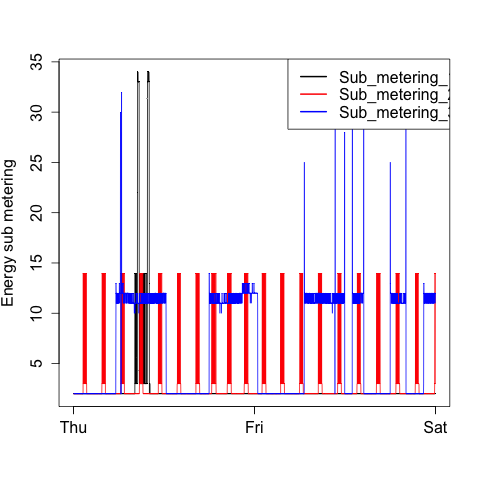 35
30
25
20
15
10
5
Energy sub metering
Thu Fri Sat
Sub_metering_
Sub_metering_2
Sub_metering_3